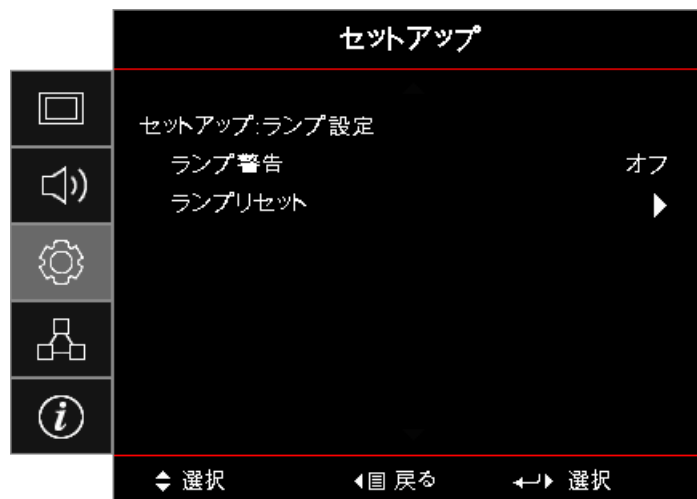 セットアップ
セットアップ:ランプ設定
ランプ警告 オフ
ランプリセット
選択 戻る 選択